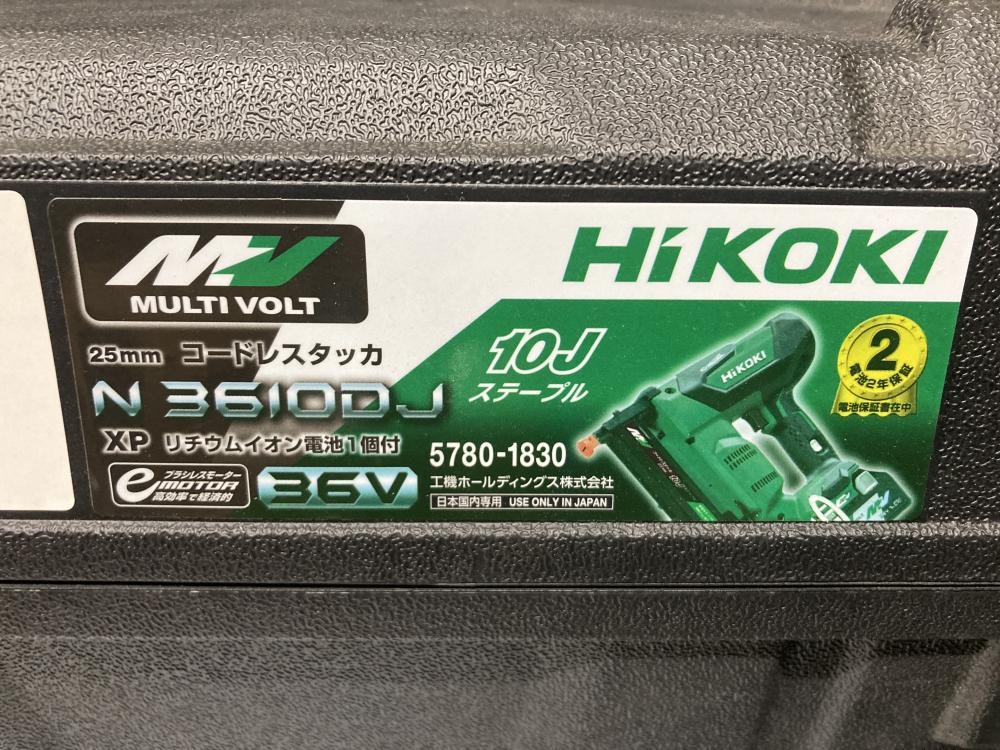 MULTI VOLT
HiKOKI
25mm コードレスタッカ
N 3610DJ
XP リチウムイオン電池1個付
ブラシレスモーター
e MOTOR
高効率で経済的
36V
10J
ステープル
5780-1830
工機ホールディングス株式会社
日本国内専用 USE ONLY IN JAPAN
HiKOKI
2
電池2年保証
電池保証書在中